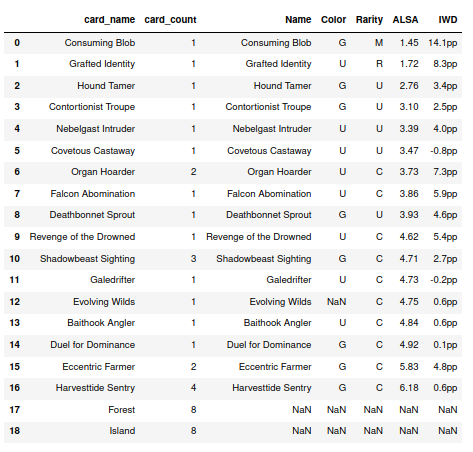 card_name card_count Name Color Rarity ALSA IWD
0 Consuming Blob 1 Consuming Blob G M 1.45 14.1pp
1 Grafted Identity 1 Grafted Identity U R 1.72 8.3pp
2 Hound Tamer 1 Hound Tamer G U 2.76 3.4pp
3 Contortionist Troupe 1 Contortionist Troupe G U 3.10 2.5pp
4 Nebelgast Intruder 1 Nebelgast Intruder U U 3.39 4.0pp
5 Covetous Castaway 1 Covetous Castaway U U 3.47 -0.8pp
6 Organ Hoarder 2 Organ Hoarder U C 3.73 7.3pp
7 Falcon Abomination 1 Falcon Abomination U C 3.86 5.9pp
8 Deathbonnet Sprout 1 Deathbonnet Sprout G U 3.93 4.6pp
9 Revenge of the Drowned 1 Revenge of the Drowned U C 4.62 5.4pp
10 Shadowbeast Sighting 3 Shadowbeast Sighting G C 4.71 2.7pp
11 Galedrifter 1 Galedrifter U C 4.73 -0.2pp
12 Evolving Wilds 1 Evolving Wilds NaN C 4.75 0.6pp
13 Baithook Angler 1 Baithook Angler U C 4.84 0.6pp
14 Duel for Dominance 1 Duel for Dominance G C 4.92 0.1pp
15 Eccentric Farmer 2 Eccentric Farmer G C 5.83 4.8pp
16 Harvesttide Sentry 4 Harvesttide Sentry G C 6.18 0.6pp
17 Forest 8 NaN NaN NaN NaN NaN
18 Island 8 NaN NaN NaN NaN NaN